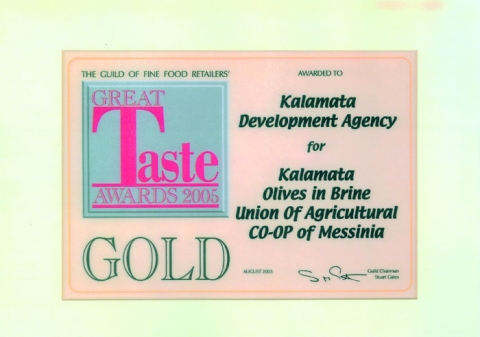 THE GUILD OF FINE FOOD RETAILERS'
GREAT
Taste
AWARDS 2005
GOLD
AWARDED TO
Kalamata
Development Agency
for
Kalamata
Olives in Brine
Union Of Agricultural
CO-OP of Messinia
AUGUST 2005
Guild Chairman
Stuart Gates